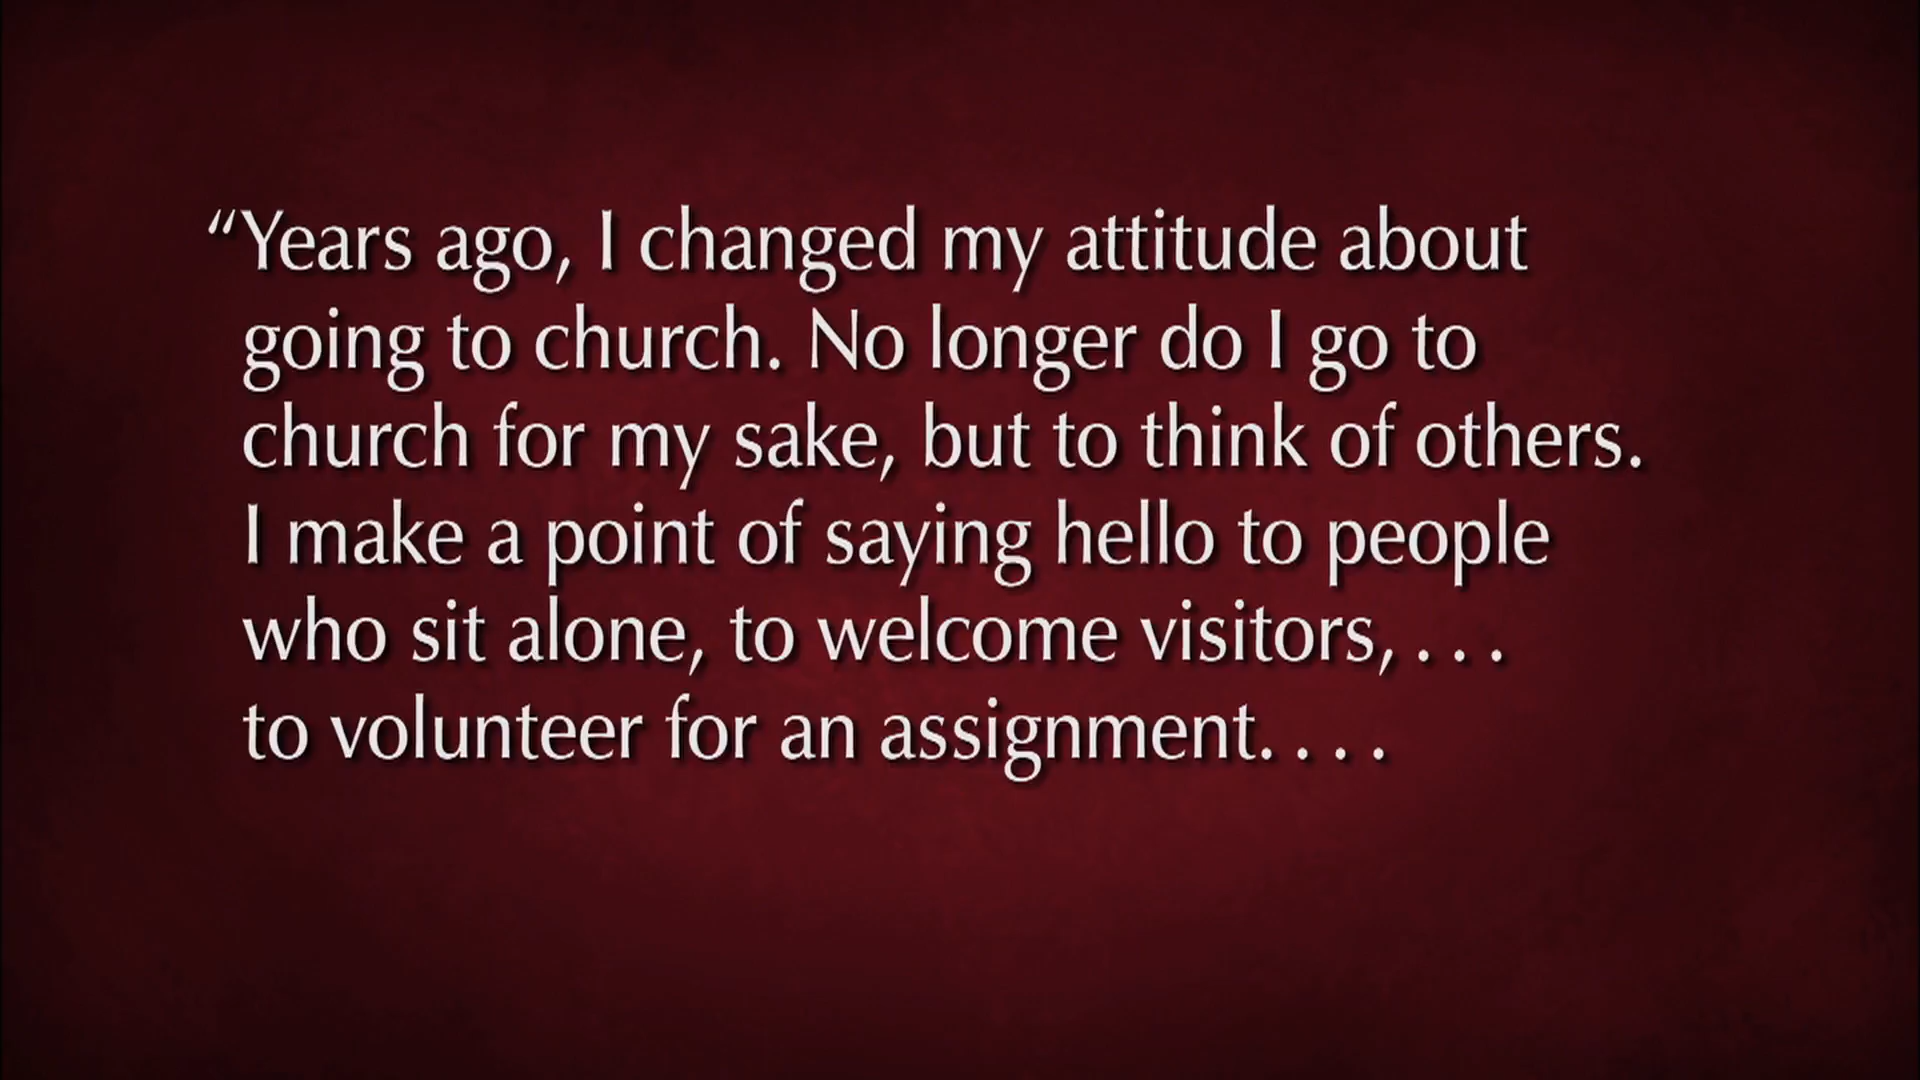 “Years ago, I changed my attitude about
going to church. No longer do I go to
church for my sake, but to think of others.
I make a point of saying hello to people
who sit alone, to welcome visitors, . . .
to volunteer for an assignment. . . .